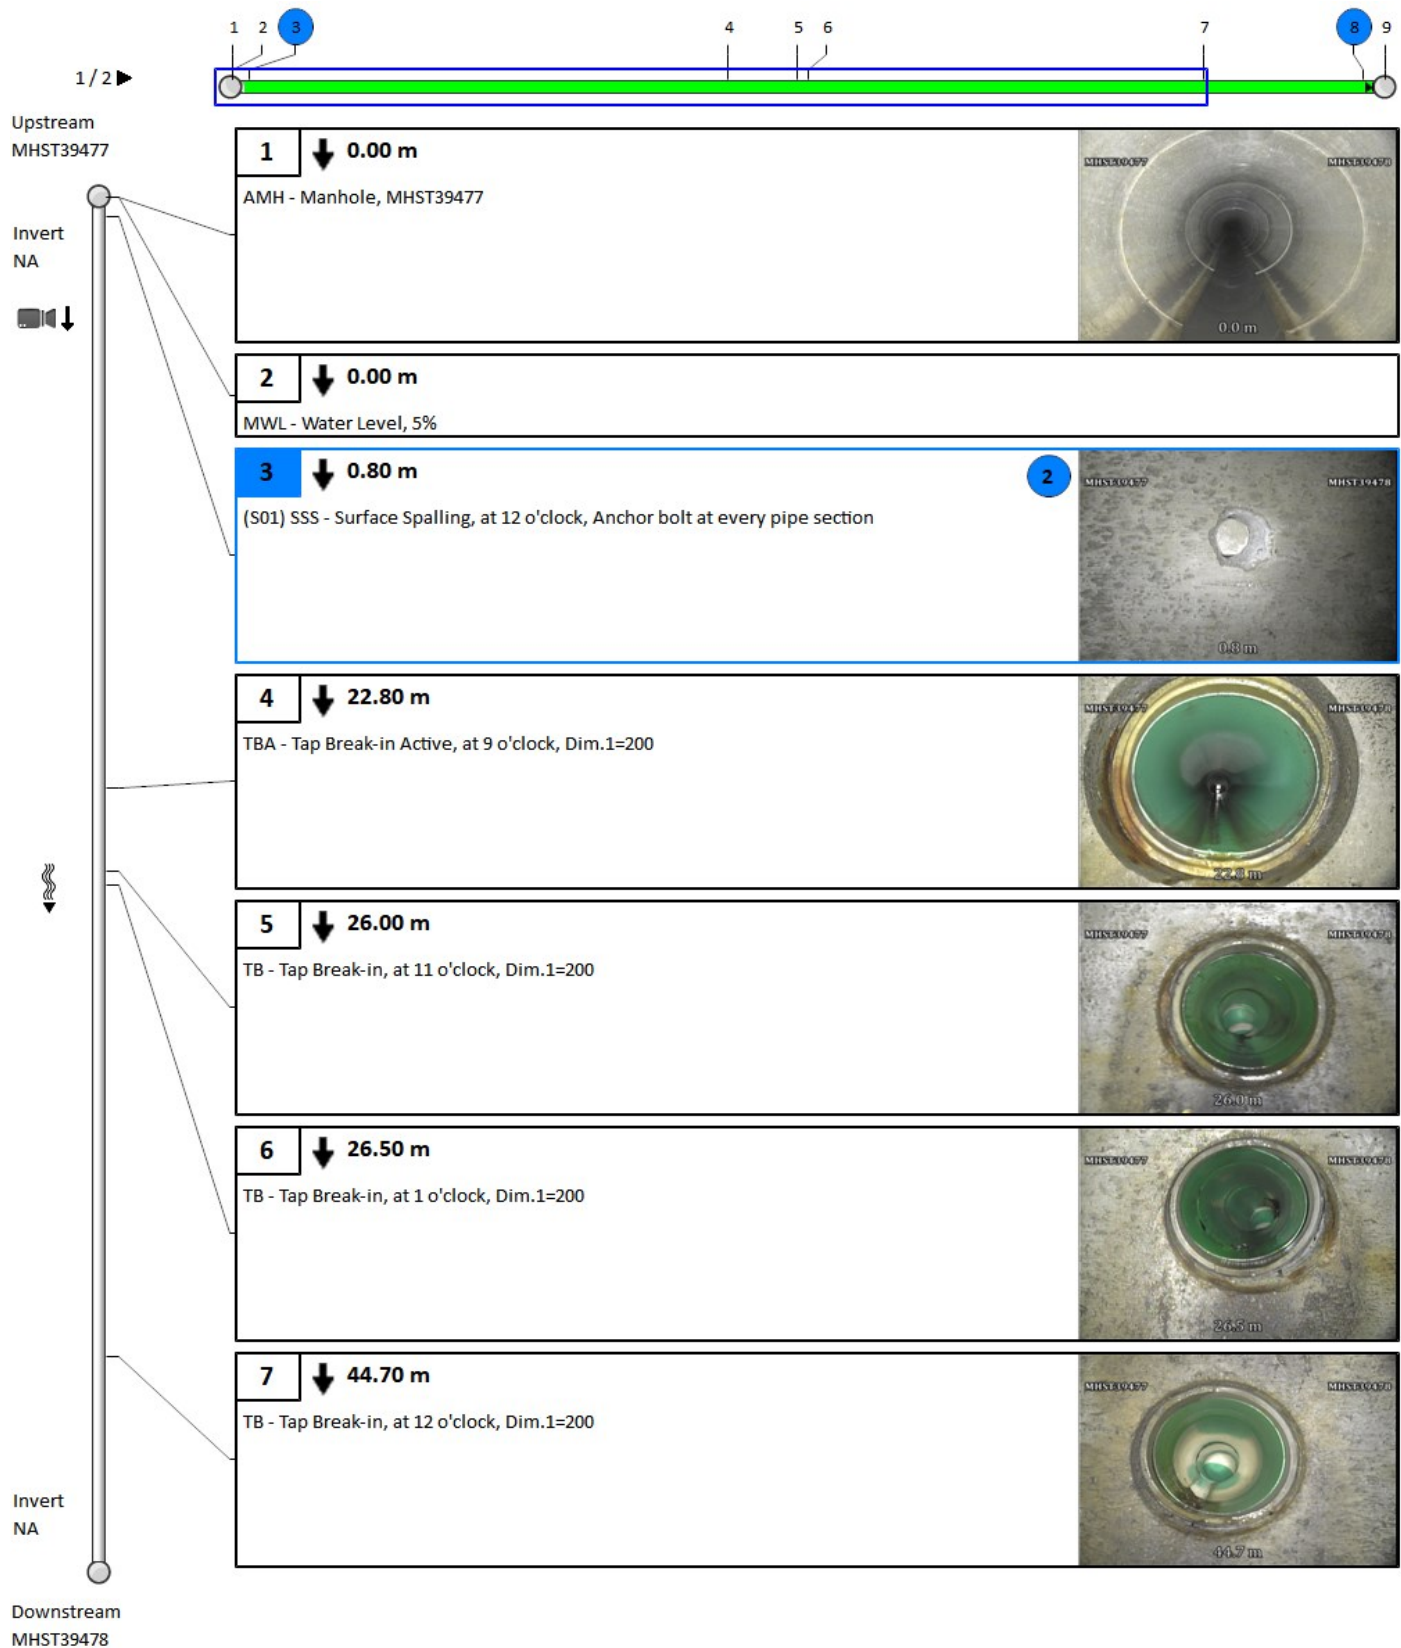 1 2 3 4 5 6 7 8 9
1 / 2
Upstream
MHST39477
Invert
NA
1 0.00 m
AMH - Manhole, MHST39477
MHST39477 MHST39478
0.0 m
2 0.00 m
MWL - Water Level, 5%
3 0.80 m 2
(S01) SSS - Surface Spalling, at 12 o'clock, Anchor bolt at every pipe section
MHST39477 MHST39478
0.8 m
4 22.80 m
TBA - Tap Break-in Active, at 9 o'clock, Dim.1=200
MHST39477 MHST39478
22.8 m
5 26.00 m
TB - Tap Break-in, at 11 o'clock, Dim.1=200
MHST39477 MHST39478
26.0 m
6 26.50 m
TB - Tap Break-in, at 1 o'clock, Dim.1=200
MHST39477 MHST39478
26.5 m
7 44.70 m
TB - Tap Break-in, at 12 o'clock, Dim.1=200
MHST39477 MHST39478
44.7 m
Invert
NA
Downstream
MHST39478